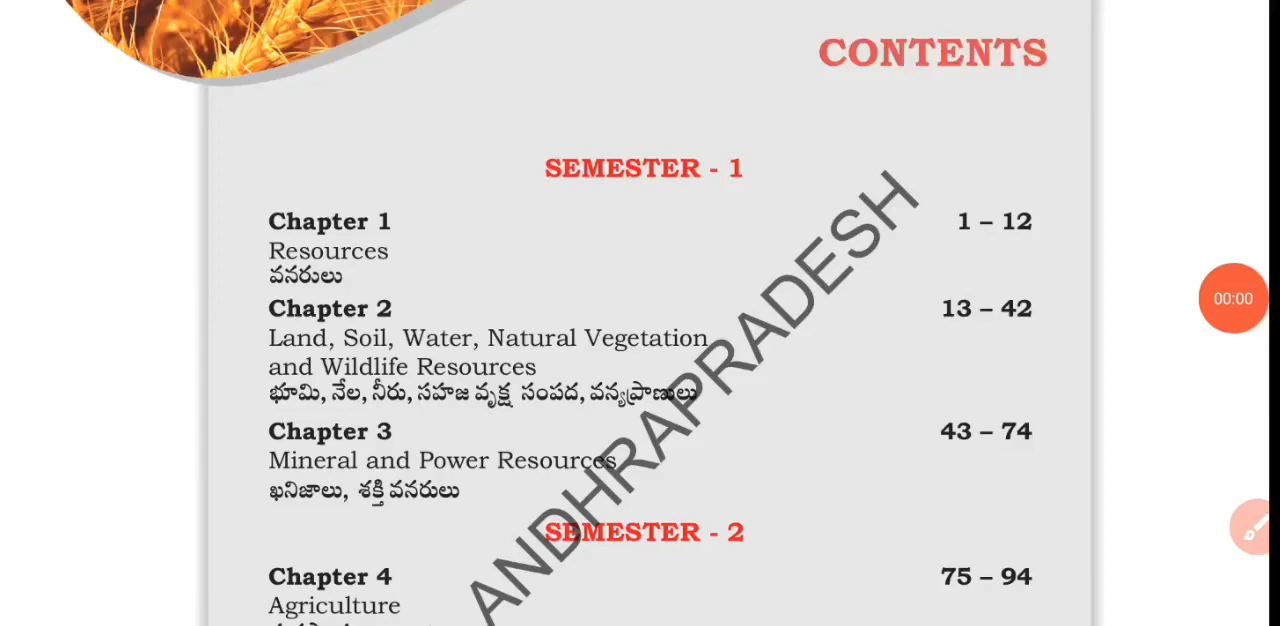 CONTENTS
SEMESTER - 1
Chapter 1 1 – 12
Resources
వనరులు
Chapter 2 13 – 42
Land, Soil, Water, Natural Vegetation
and Wildlife Resources
భూమి, నేల, నీరు, సహజ వృక్ష సంపద, వన్యప్రాణులు
Chapter 3 43 – 74
Mineral and Power Resources
ఖనిజాలు, శక్తి వనరులు
SEMESTER - 2
Chapter 4 75 – 94
Agriculture
ANDHRAPRADESH
00:00